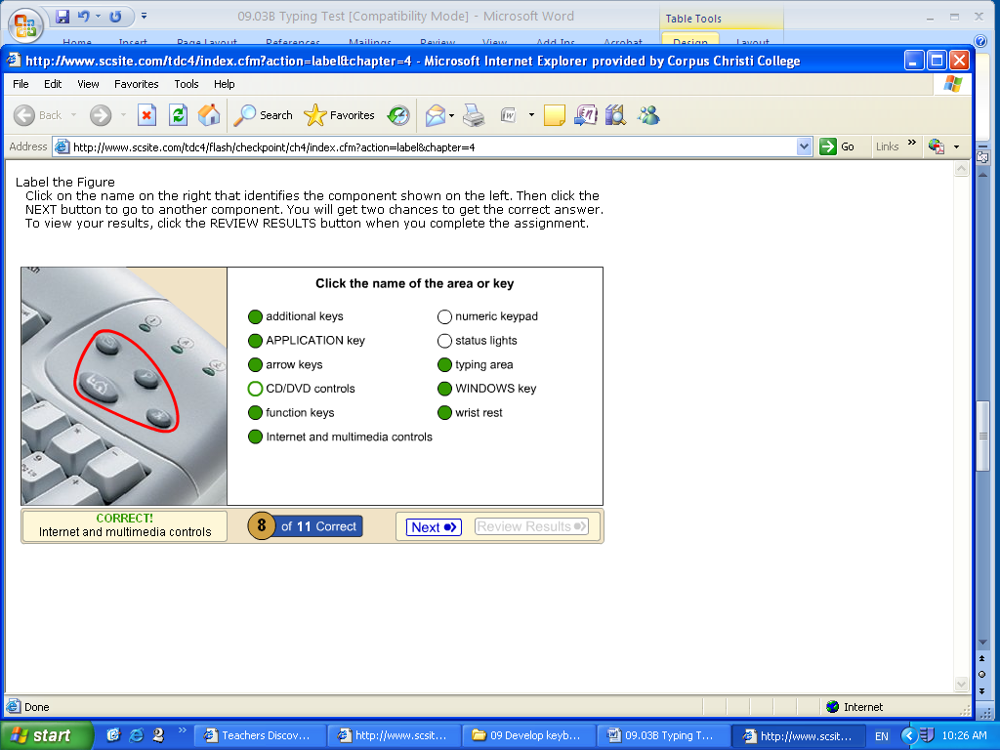 09.03B Typing Test [Compatibility Mode] - Microsoft Word
Table Tools
Home Insert Page Layout References Mailings Review View Add-Ins Acrobat Design Layout
http://www.scsite.com/tdc4/index.cfm?action=label&chapter=4 - Microsoft Internet Explorer provided by Corpus Christi College
File Edit View Favorites Tools Help
Back Search Favorites
Address http://www.scsite.com/tdc4/flash/checkpoint/ch4/index.cfm?action=label&chapter=4 Go Links »
Label the Figure
Click on the name on the right that identifies the component shown on the left. Then click the
NEXT button to go to another component. You will get two chances to get the correct answer.
To view your results, click the REVIEW RESULTS button when you complete the assignment.
Click the name of the area or key
additional keys
APPLICATION key
arrow keys
CD/DVD controls
function keys
Internet and multimedia controls
numeric keypad
status lights
typing area
WINDOWS key
wrist rest
CORRECT!
Internet and multimedia controls
8 of 11 Correct
Next
Review Results
Done
Internet
start
Teachers Discov...
http://www.scsit...
09 Develop keyb...
09.03B Typing T...
http://www.scsit...
EN
10:26 AM